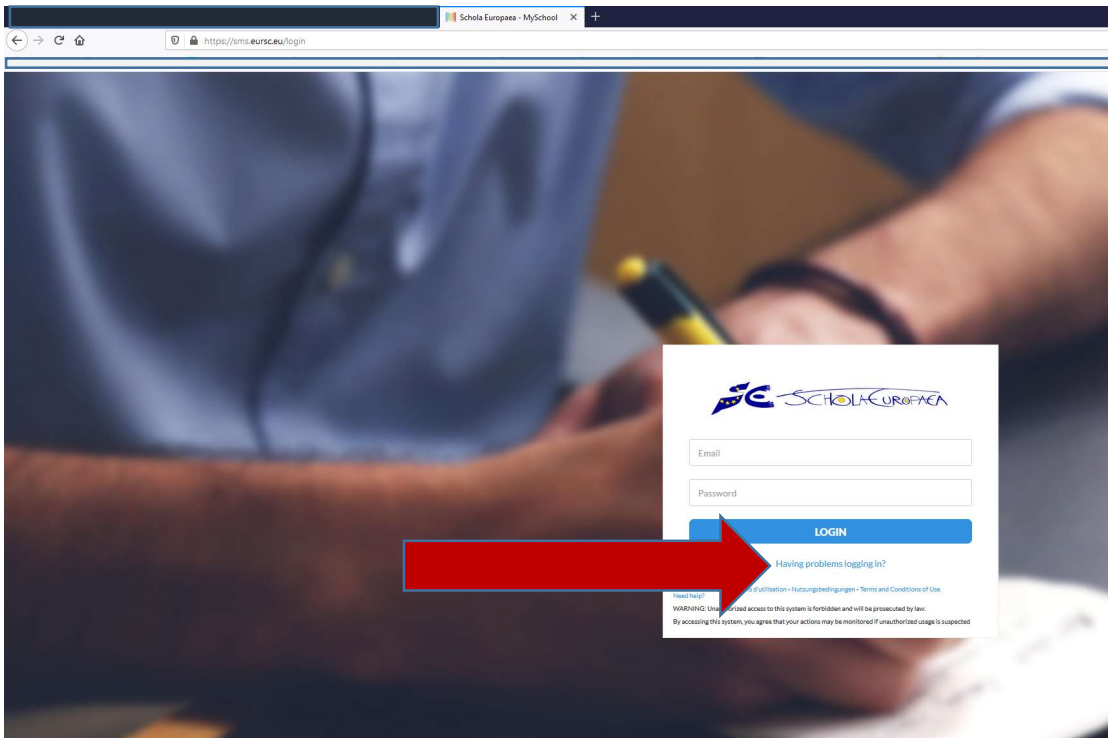 Schola Europaea - MySchool
https://sms.eursc.eu/login
SCHOLA EUROPAEA
Email
Password
LOGIN
Having problems logging in?
d'utilisation • Nutzungsbedingungen • Terms and Conditions of Use
Need help?
WARNING: access to this system is forbidden and will be prosecuted by law.
By accessing this system, you agree that your actions may be monitored if unauthorized usage is suspected